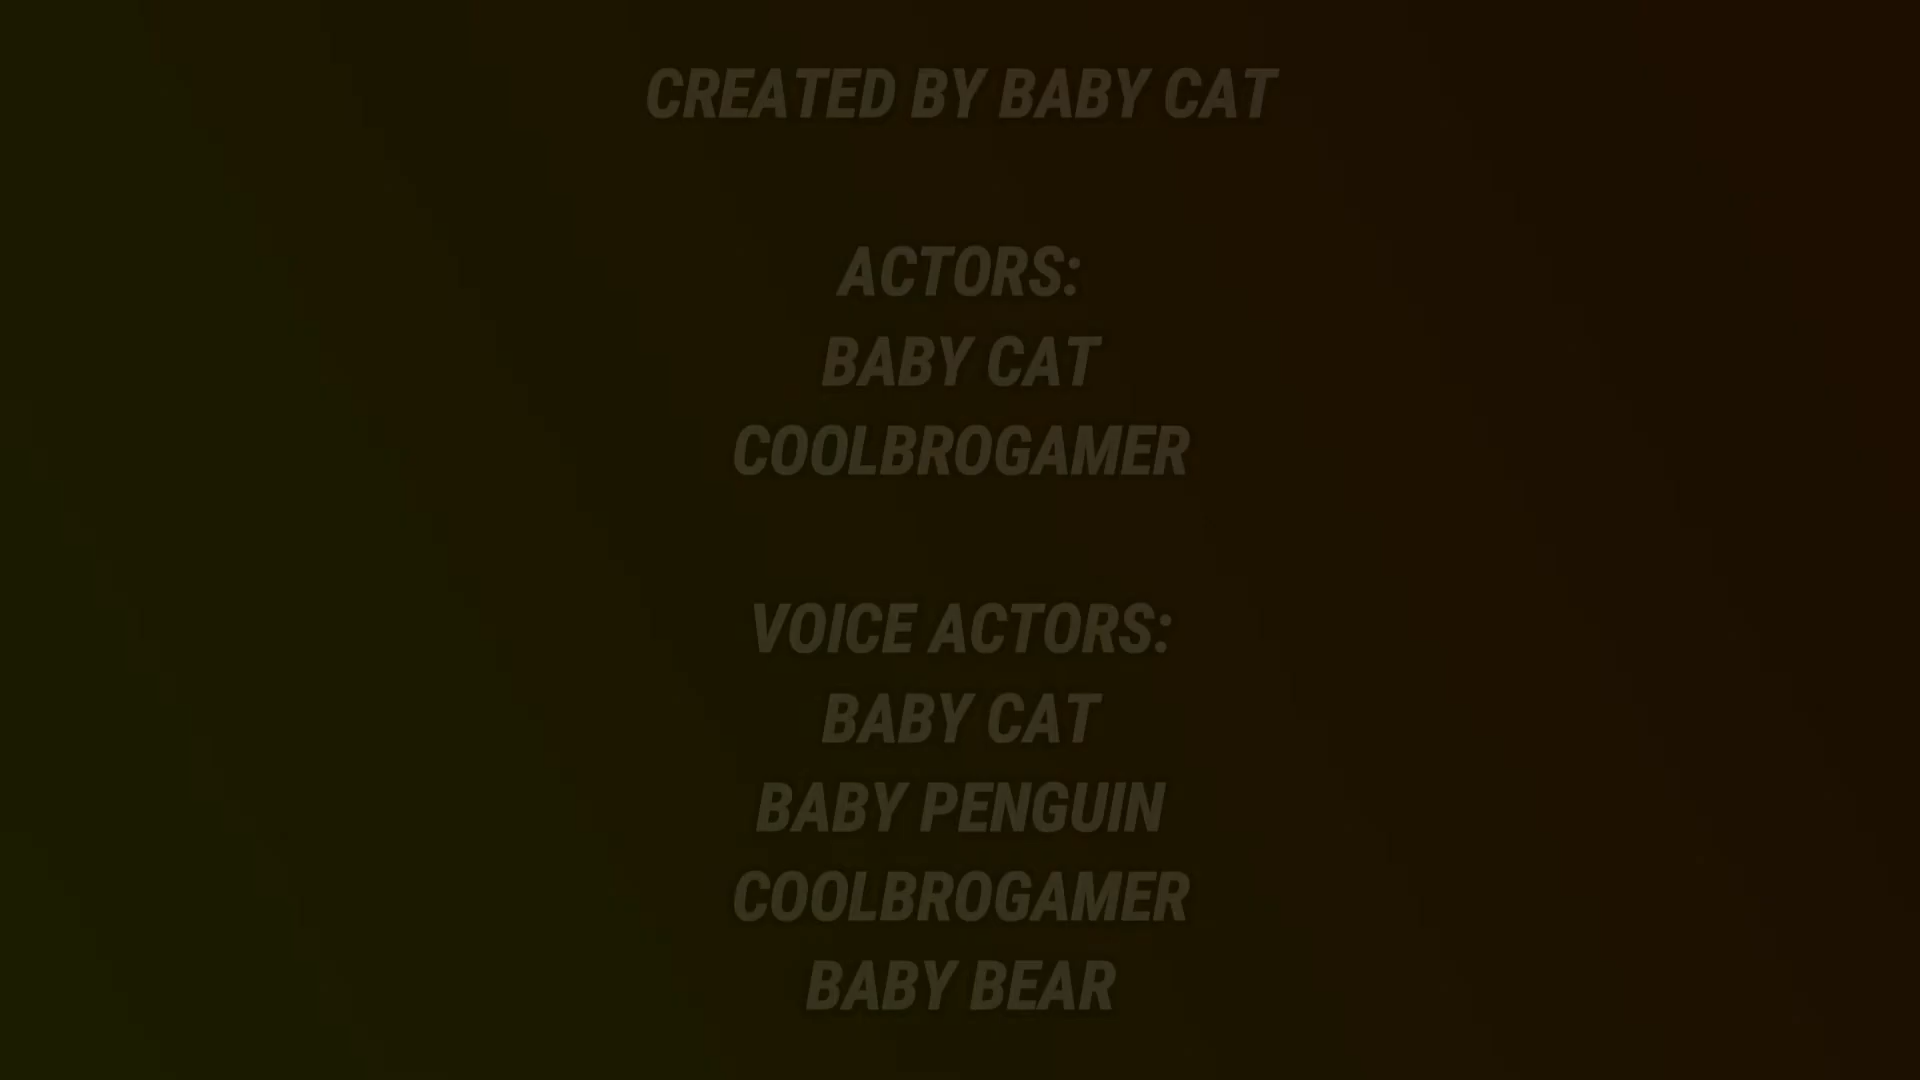 CREATED BY BABY CAT
ACTORS:
BABY CAT
COOLBROGAMER
VOICE ACTORS:
BABY CAT
BABY PENGUIN
COOLBROGAMER
BABY BEAR